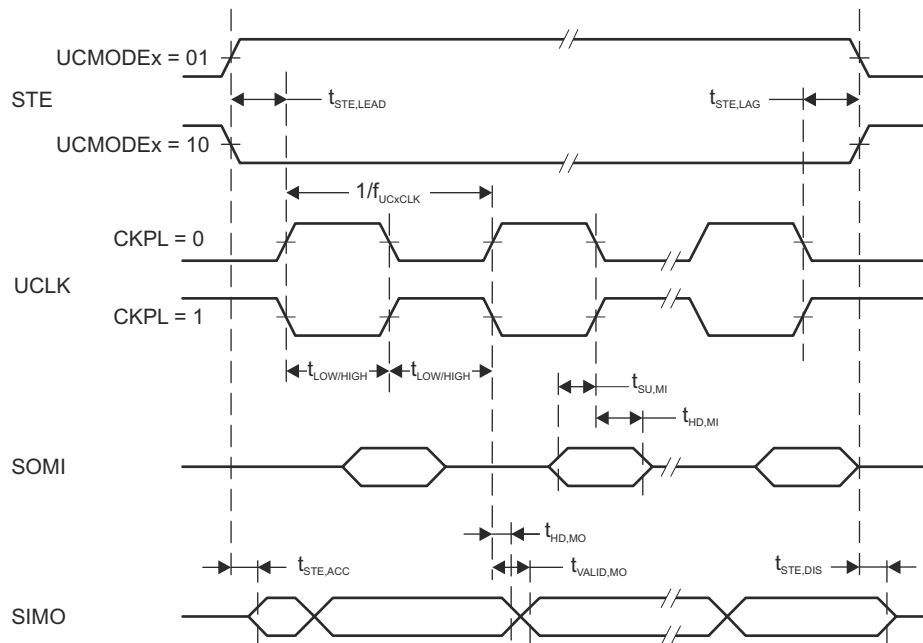 UCMODEx = 01
STE
tSTE,LEAD
tSTE,LAG
UCMODEx = 10
1/fUCxCLK
CKPL = 0
UCLK
CKPL = 1
tLOW/HIGH
tLOW/HIGH
tSU,MI
tHD,MI
SOMI
tHD,MO
tSTE,ACC
tVALID,MO
tSTE,DIS
SIMO